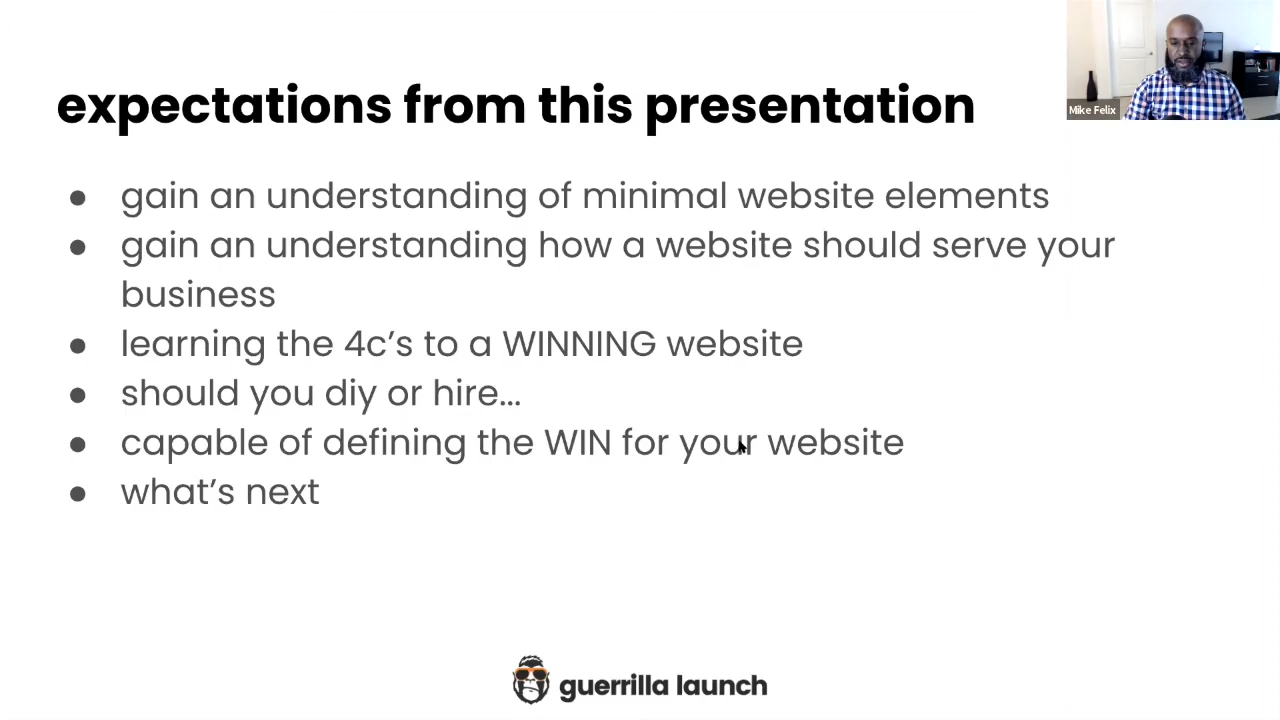 expectations from this presentation
Mike Felix
● gain an understanding of minimal website elements
● gain an understanding how a website should serve your
business
● learning the 4c’s to a WINNING website
● should you diy or hire...
● capable of defining the WIN for your website
● what’s next
guerrilla launch